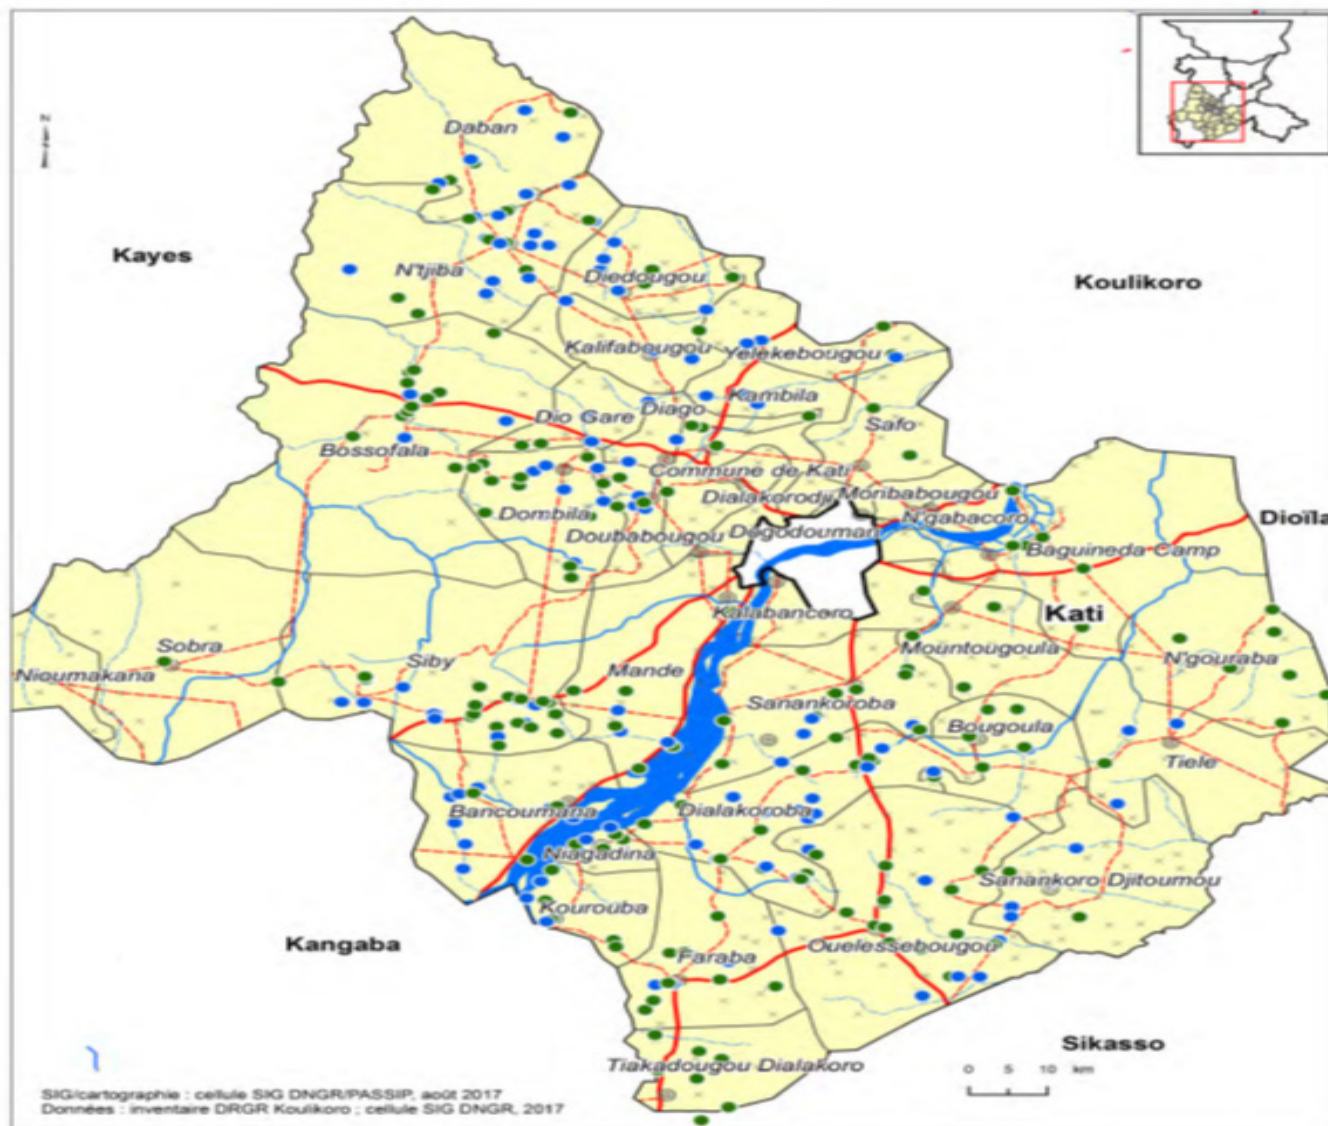 Daban
Kayes
N'tjiba
Diedougou
Koulikoro
Kalifabougou
Yelekebougou
Kambila
Dio Gare
Diago
Safo
Bossofala
Commune de Kati
Dialakorodji
Moribabougou
Dombila
N'gabacoro
Dioïla
Doubabougou
Dogodouman
Baguineda Camp
Kalabancoro
Kati
Sobra
Siby
Mountougoula
Nioumakana
Mande
N'gouraba
Sanankoroba
Bougoula
Tiele
Bancoumana
Dialakoroba
Niagadina
Sanankoro Djitoumou
Kourouba
Kangaba
Ouelessebougou
Faraba
Sikasso
Tiakadougou Dialakoro
0 5 10 km
SIG/cartographie : cellule SIG DNGR/PASSIP, août 2017
Données : inventaire DRGR Koulikoro ; cellule SIG DNGR, 2017